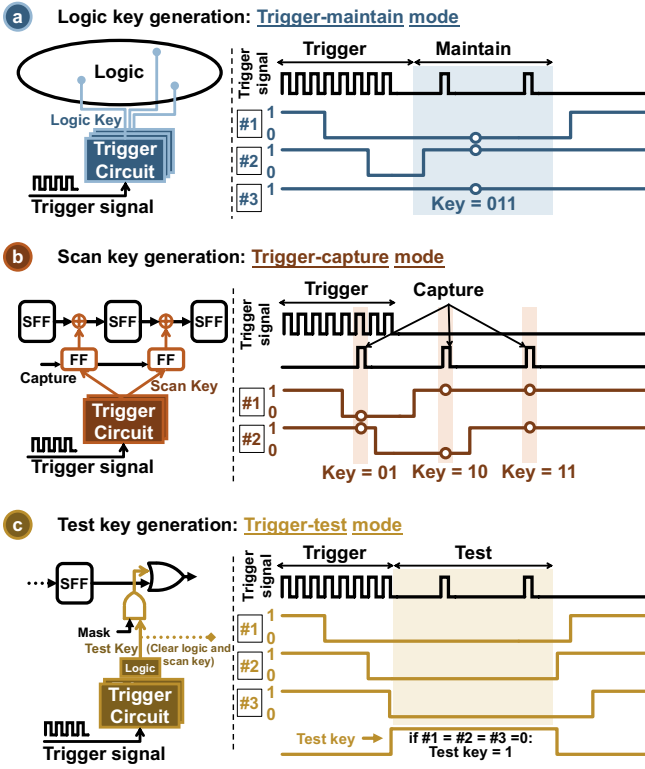 a Logic key generation: Trigger-maintain mode
Logic
Logic Key
Trigger
Circuit
Trigger signal
Trigger
signal
Trigger
Maintain
#1 1
0
#2 1
0
#3 1
Key = 011
b Scan key generation: Trigger-capture mode
SFF SFF SFF
FF FF
Capture
Scan Key
Trigger
Circuit
Trigger signal
Trigger
signal
Trigger
Capture
#1 1
0
#2 1
0
Key = 01 Key = 10 Key = 11
c Test key generation: Trigger-test mode
SFF
Mask
Test Key
(Clear logic and
scan key)
Logic
Trigger
Circuit
Trigger signal
Trigger
signal
Trigger
Test
#1 1
0
#2 1
0
#3 1
0
Test key
if #1 = #2 = #3 =0:
Test key = 1